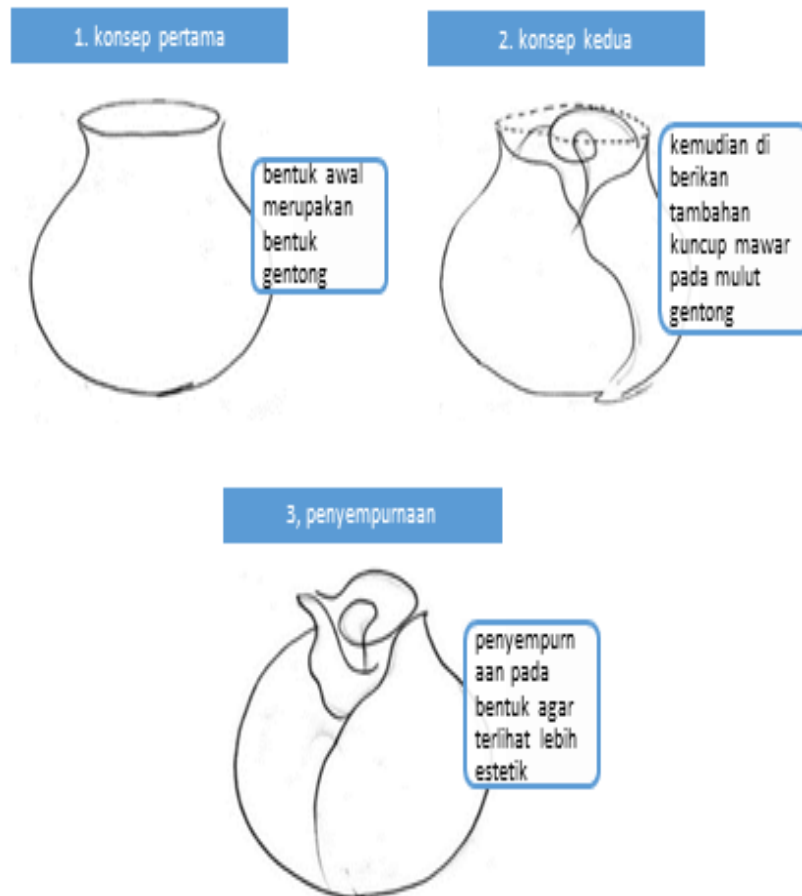 1. konsep pertama
bentuk awal
merupakan
bentuk
gentong
2. konsep kedua
kemudian di
berikan
tambahan
kuncup mawar
pada mulut
gentong
3, penyempurnaan
penyempurn
aan pada
bentuk agar
terlihat lebih
estetik